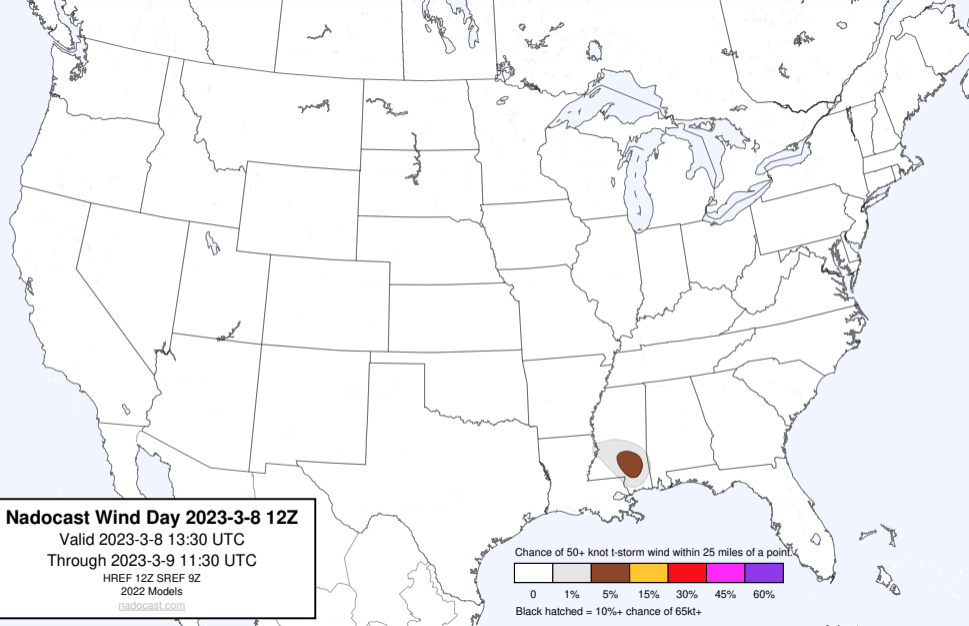 Nadocast Wind Day 2023-3-8 12Z
Valid 2023-3-8 13:30 UTC
Through 2023-3-9 11:30 UTC
HREF 12Z SREF 9Z
2022 Models
nadocast.com
Chance of 50+ knot t-storm wind within 25 miles of a point.
0 1% 5% 15% 30% 45% 60%
Black hatched = 10%+ chance of 65kt+